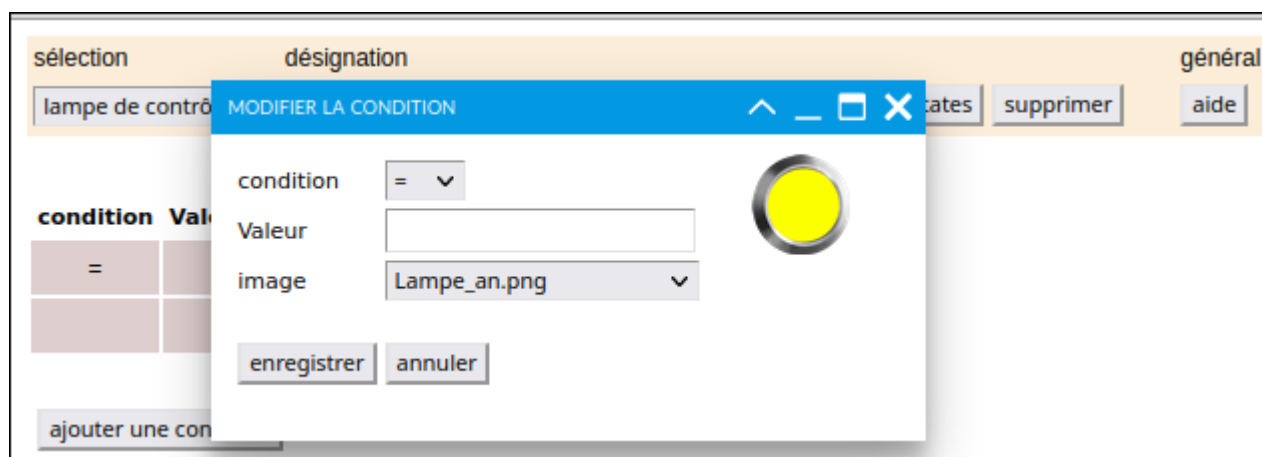 sélection désignation général
lampe de contrô tates supprimer aide
MODIFIER LA CONDITION
condition =
Valeur
image Lampe_an.png
enregistrer annuler
condition Val
=
ajouter une con